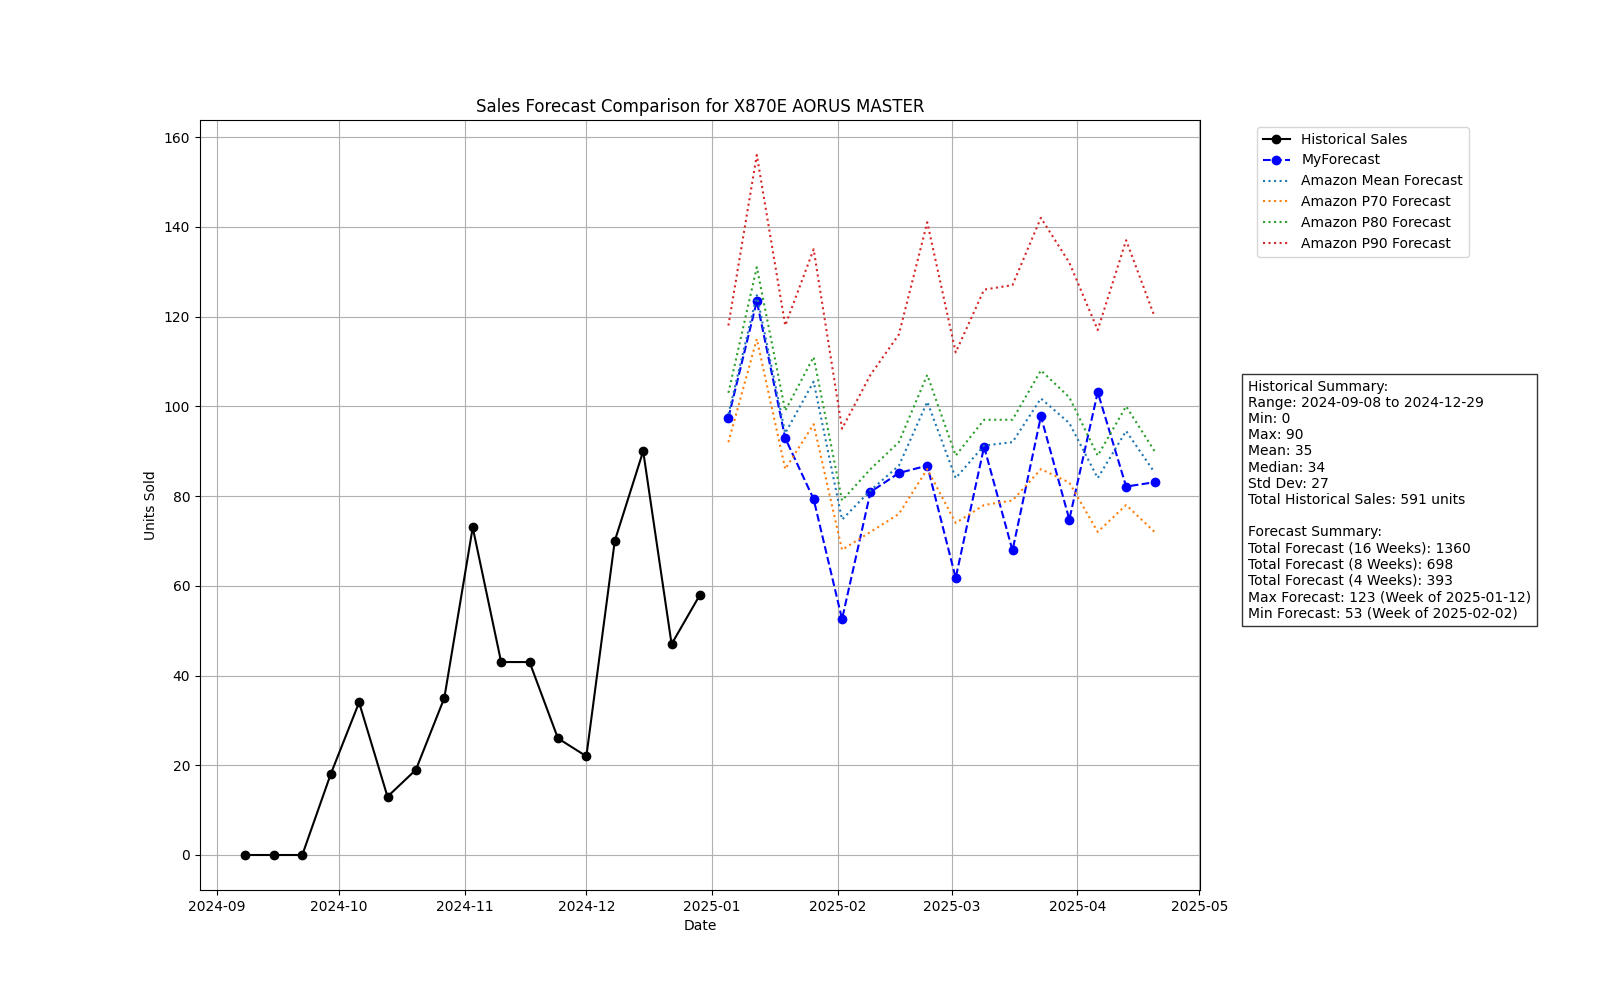 Sales Forecast Comparison for X870E AORUS MASTER
160
140
120
100
80
60
40
20
0
Units Sold
2024-09
2024-10
2024-11
2024-12
2025-01
2025-02
2025-03
2025-04
2025-05
Date
Historical Sales
MyForecast
Amazon Mean Forecast
Amazon P70 Forecast
Amazon P80 Forecast
Amazon P90 Forecast
Historical Summary:
Range: 2024-09-08 to 2024-12-29
Min: 0
Max: 90
Mean: 35
Median: 34
Std Dev: 27
Total Historical Sales: 591 units
Forecast Summary:
Total Forecast (16 Weeks): 1360
Total Forecast (8 Weeks): 698
Total Forecast (4 Weeks): 393
Max Forecast: 123 (Week of 2025-01-12)
Min Forecast: 53 (Week of 2025-02-02)